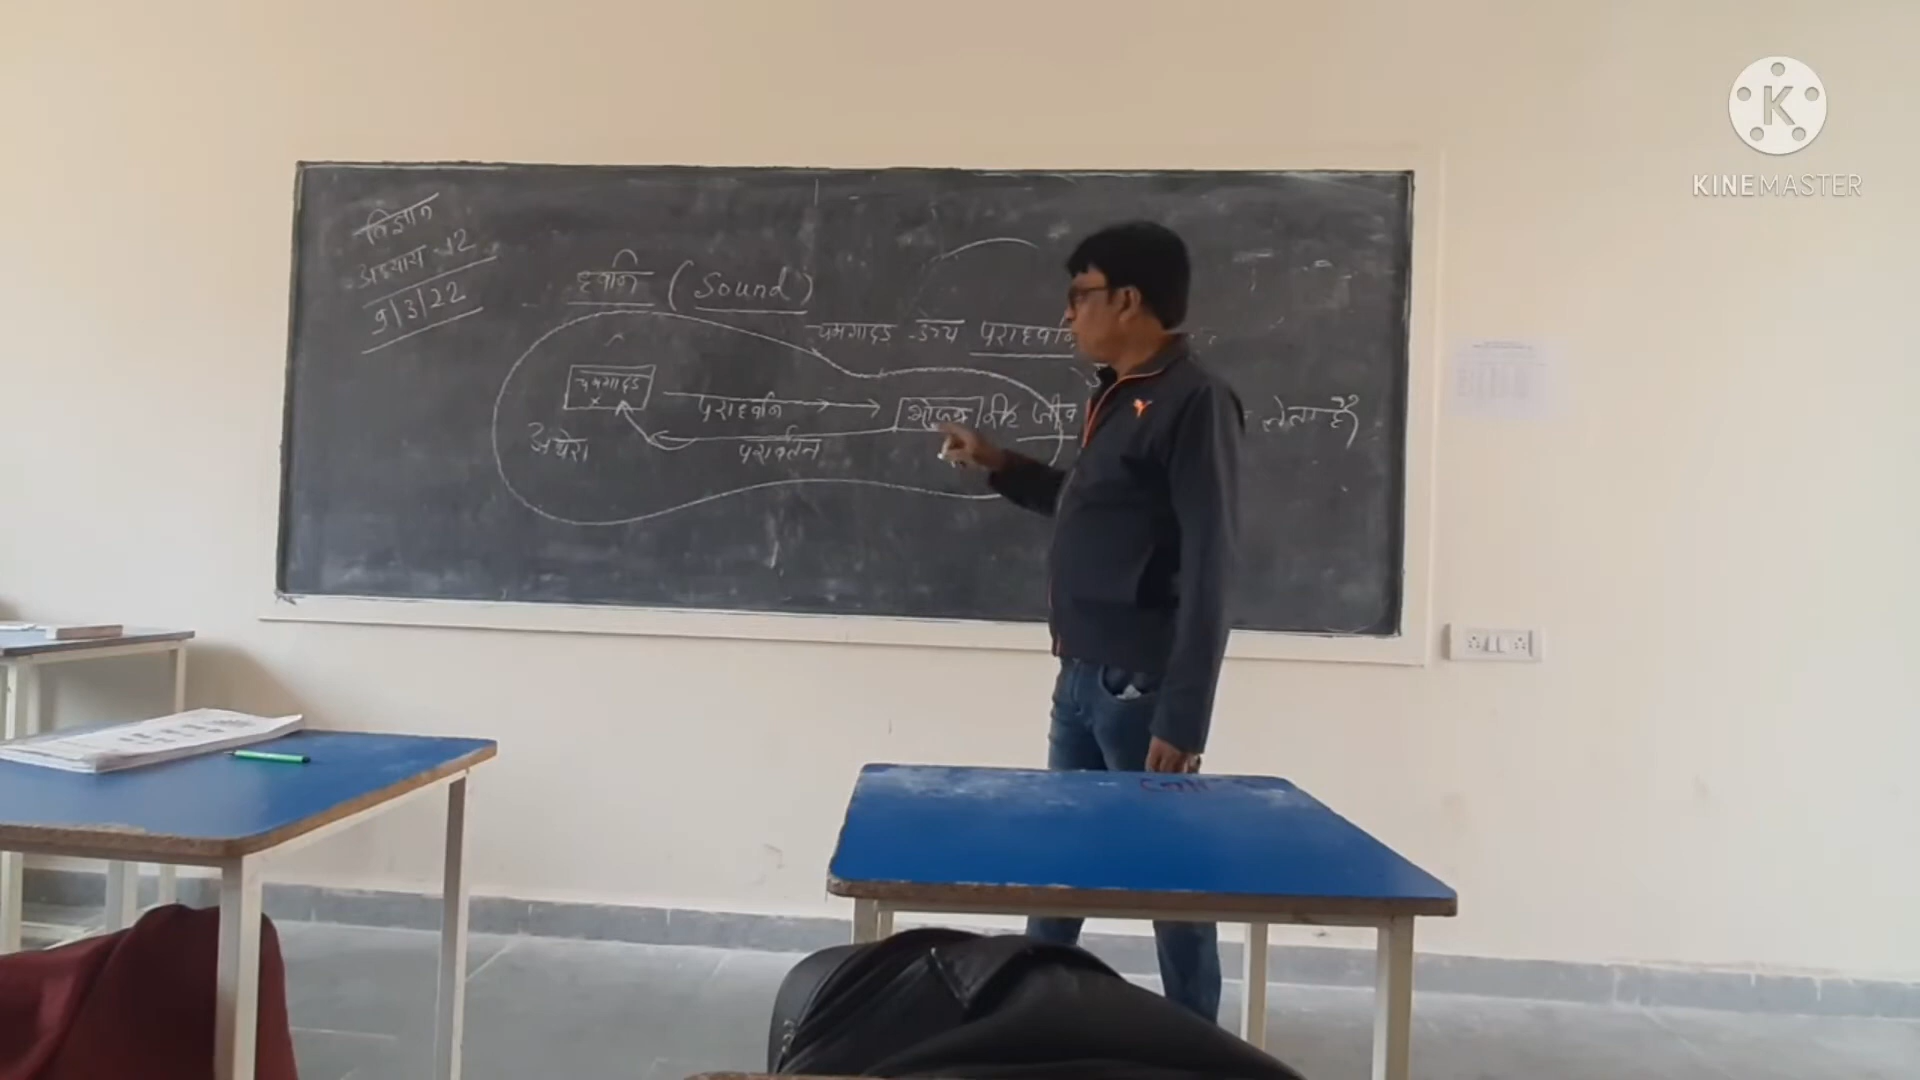 विज्ञान
अध्याय - 12
9/3/22
ध्वनि (Sound)
चमगादड़ उच्च पराध्वनि
चमगादड़
पराध्वनि
भोजन
कीट जीव
लेता है
अंधेरा
परावर्तन
KINEMASTER